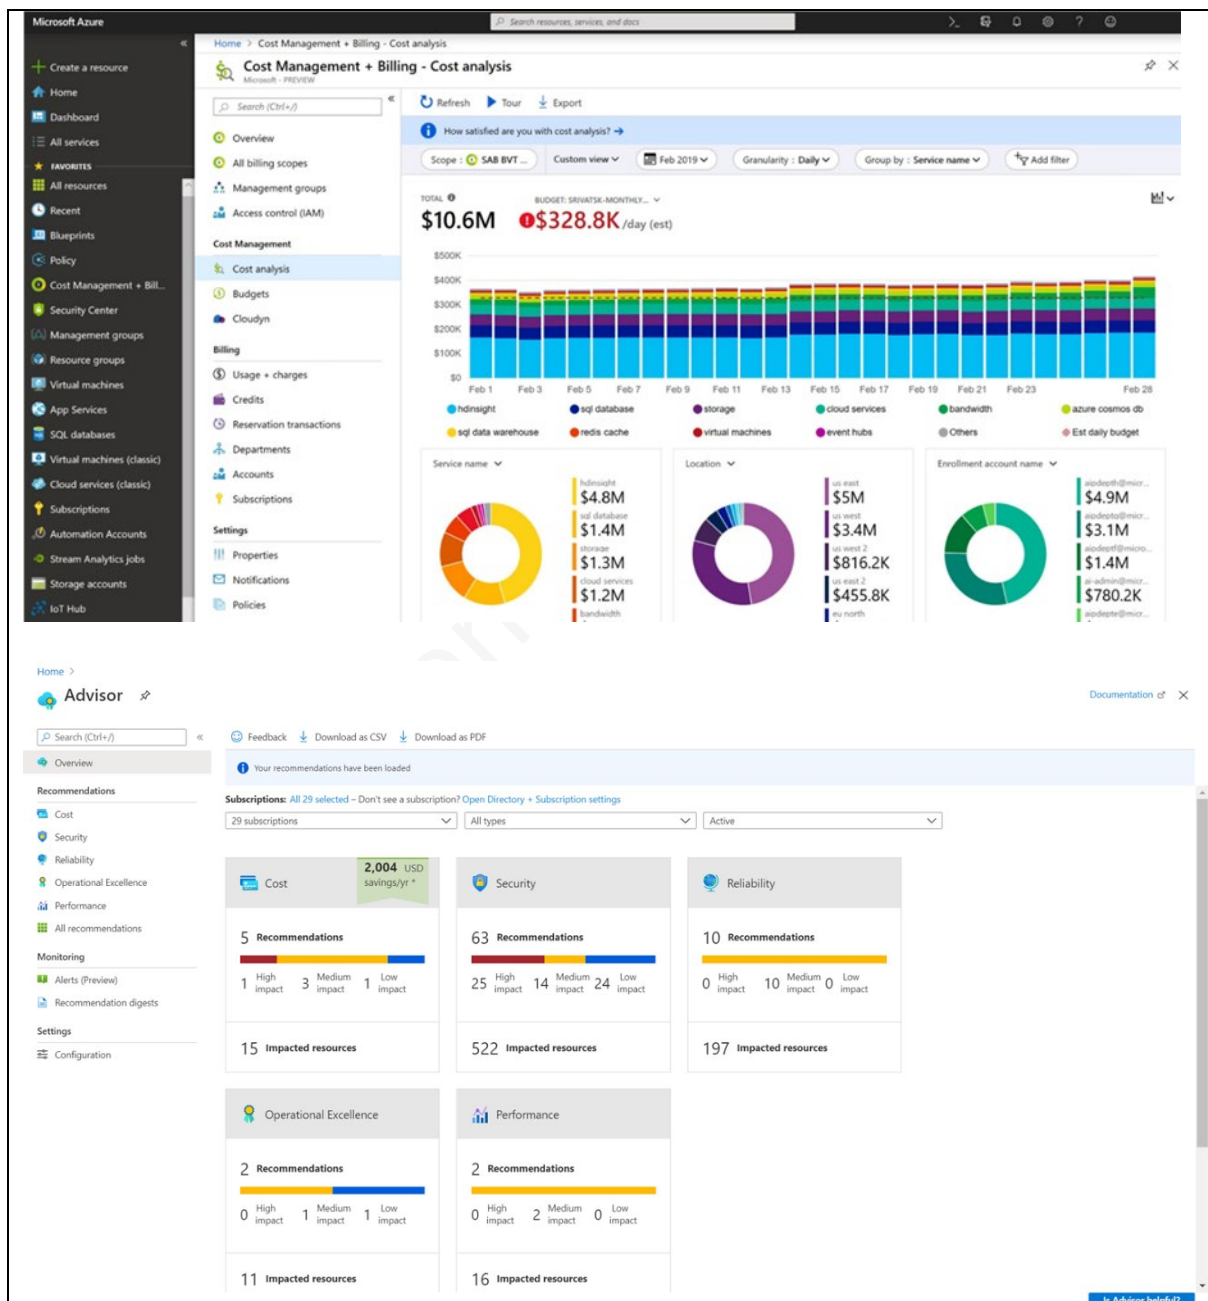 Microsoft Azure
Search resources, services, and docs
Create a resource
Home
Dashboard
All services
FAVORITES
All resources
Recent
Blueprints
Policy
Cost Management + Bill...
Security Center
Management groups
Resource groups
Virtual machines
App Services
SQL databases
Virtual machines (classic)
Cloud services (classic)
Subscriptions
Automation Accounts
Stream Analytics jobs
Storage accounts
IoT Hub
Home > Cost Management + Billing - Cost analysis
Cost Management + Billing - Cost analysis
Microsoft - PREVIEW
Search (Ctrl+/)
Overview
All billing scopes
Management groups
Access control (IAM)
Cost Management
Cost analysis
Budgets
Cloudyn
Billing
Usage + charges
Credits
Reservation transactions
Departments
Accounts
Subscriptions
Settings
Properties
Notifications
Policies
Refresh Tour Export
How satisfied are you with cost analysis? →
Scope : SAB BVT ... Custom view Feb 2019 Granularity : Daily Group by : Service name Add filter
TOTAL BUDGET: SRIVATSK-MONTHLY...
$10.6M $328.8K /day (est)
$500K
$400K
$300K
$200K
$100K
$0
Feb 1 Feb 3 Feb 5 Feb 7 Feb 9 Feb 11 Feb 13 Feb 15 Feb 17 Feb 19 Feb 21 Feb 23 Feb 28
hdinsight sql database storage cloud services bandwidth azure cosmos db
sql data warehouse redis cache virtual machines event hubs Others Est daily budget
Service name
hdinsight
$4.8M
sql database
$1.4M
storage
$1.3M
cloud services
$1.2M
bandwidth
Location
us east
$5M
us west
$3.4M
us west 2
$816.2K
us east 2
$455.8K
eu north
Enrollment account name
aipdepth@micr...
$4.9M
aipdeptq@micr...
$3.1M
aipdeptf@micro...
$1.4M
ai-admin@micr...
$780.2K
aipdepte@micr...
Home >
Advisor
Documentation
Search (Ctrl+/)
Overview
Recommendations
Cost
Security
Reliability
Operational Excellence
Performance
All recommendations
Monitoring
Alerts (Preview)
Recommendation digests
Settings
Configuration
Feedback Download as CSV Download as PDF
Your recommendations have been loaded
Subscriptions: All 29 selected – Don't see a subscription? Open Directory + Subscription settings
29 subscriptions All types Active
Cost
2,004 USD
savings/yr *
5 Recommendations
1 High impact 3 Medium impact 1 Low impact
15 Impacted resources
Security
63 Recommendations
25 High impact 14 Medium impact 24 Low impact
522 Impacted resources
Reliability
10 Recommendations
0 High impact 10 Medium impact 0 Low impact
197 Impacted resources
Operational Excellence
2 Recommendations
0 High impact 1 Medium impact 1 Low impact
11 Impacted resources
Performance
2 Recommendations
0 High impact 2 Medium impact 0 Low impact
16 Impacted resources
Is Advisor helpful?